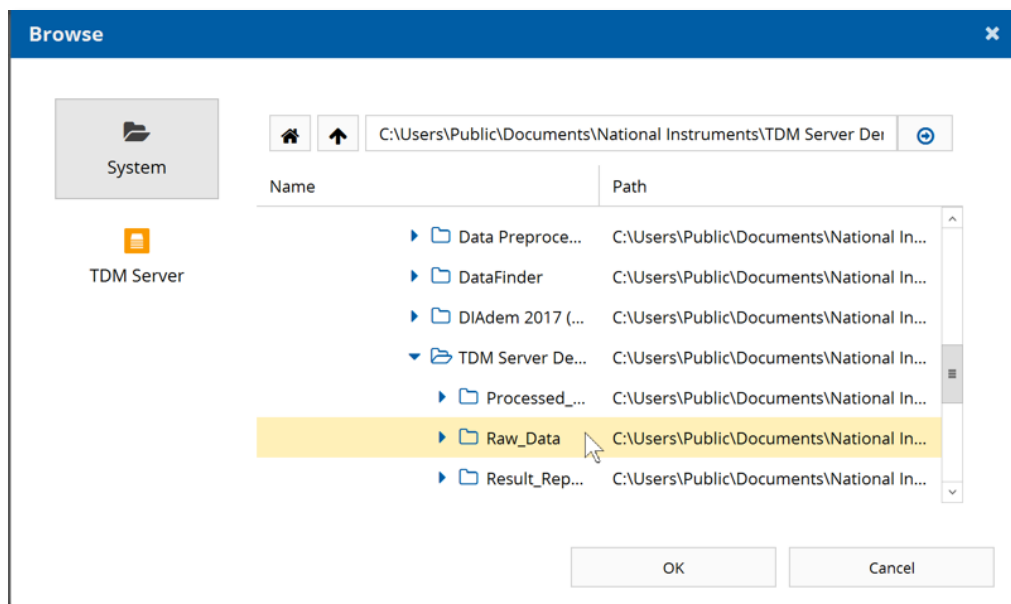 Browse
System
TDM Server
C:\Users\Public\Documents\National Instruments\TDM Server De
Name Path
Data Preproce... C:\Users\Public\Documents\National In...
DataFinder C:\Users\Public\Documents\National In...
DIAdem 2017 (... C:\Users\Public\Documents\National In...
TDM Server De... C:\Users\Public\Documents\National In...
Processed_... C:\Users\Public\Documents\National In...
Raw_Data C:\Users\Public\Documents\National In...
Result_Rep... C:\Users\Public\Documents\National In...
OK Cancel